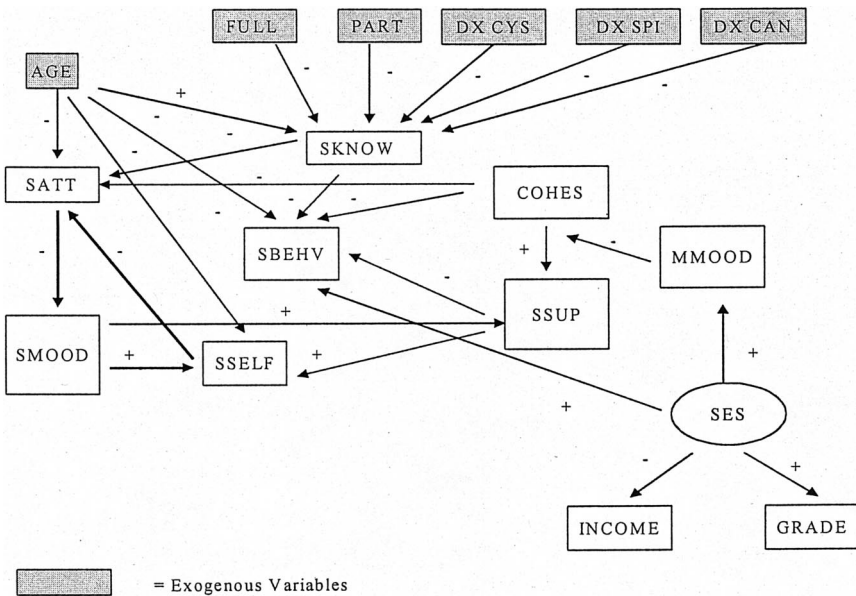 FULL PART DX CYS DX SPI DX CAN
AGE
- - - - -
+
- - -
SKNOW
-
SATT
-
COHES
- - -
SBEHV
+
-
MMOOD
- -
-
+
SSUP
SMOOD
+
SSELF
+
+
+
SES
- +
INCOME GRADE
= Exogenous Variables